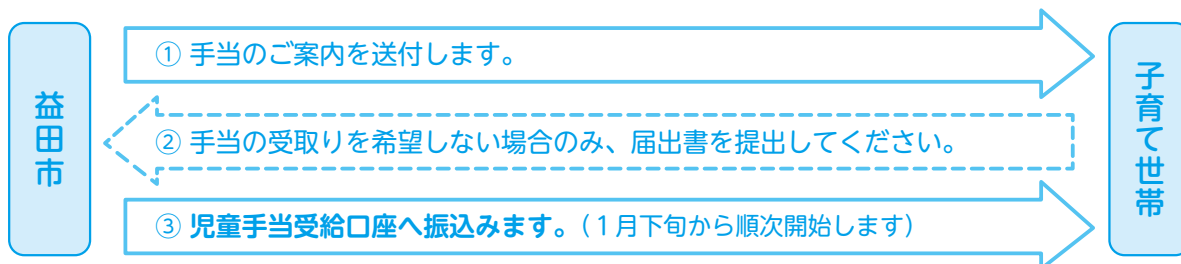 益田市
① 手当のご案内を送付します。
② 手当の受取りを希望しない場合のみ、届出書を提出してください。
③ 児童手当受給口座へ振込みます。（１月下旬から順次開始します）
子育て世帯